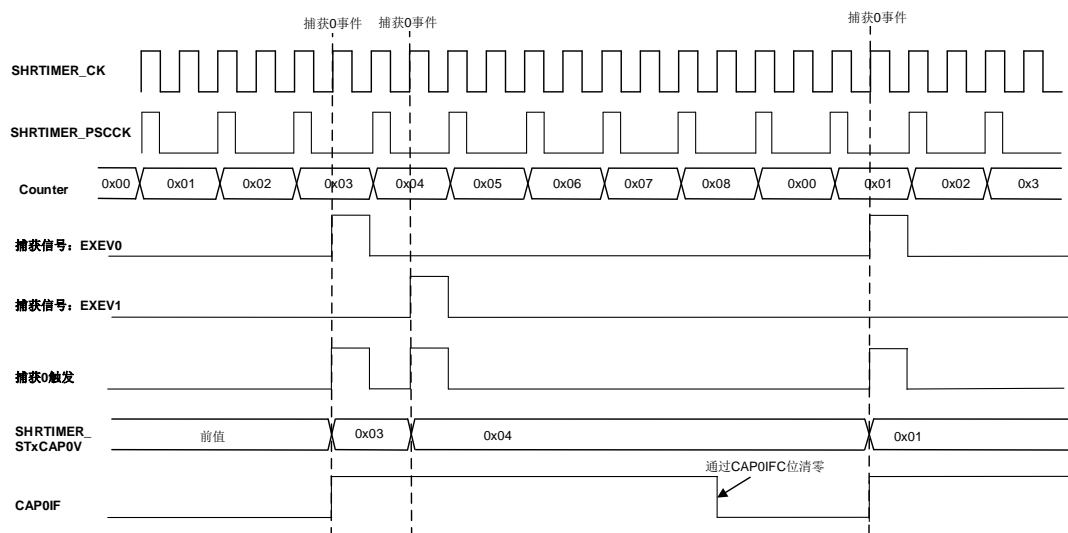 捕获0事件 捕获0事件 捕获0事件
SHRTIMER_CK
SHRTIMER_PSCCK
Counter 0x00 0x01 0x02 0x03 0x04 0x05 0x06 0x07 0x08 0x00 0x01 0x02 0x3
捕获信号：EXEV0
捕获信号：EXEV1
捕获0触发
SHRTIMER_
STxCAP0V
前值 0x03 0x04 0x01
通过CAP0IFC位清零
CAP0IF